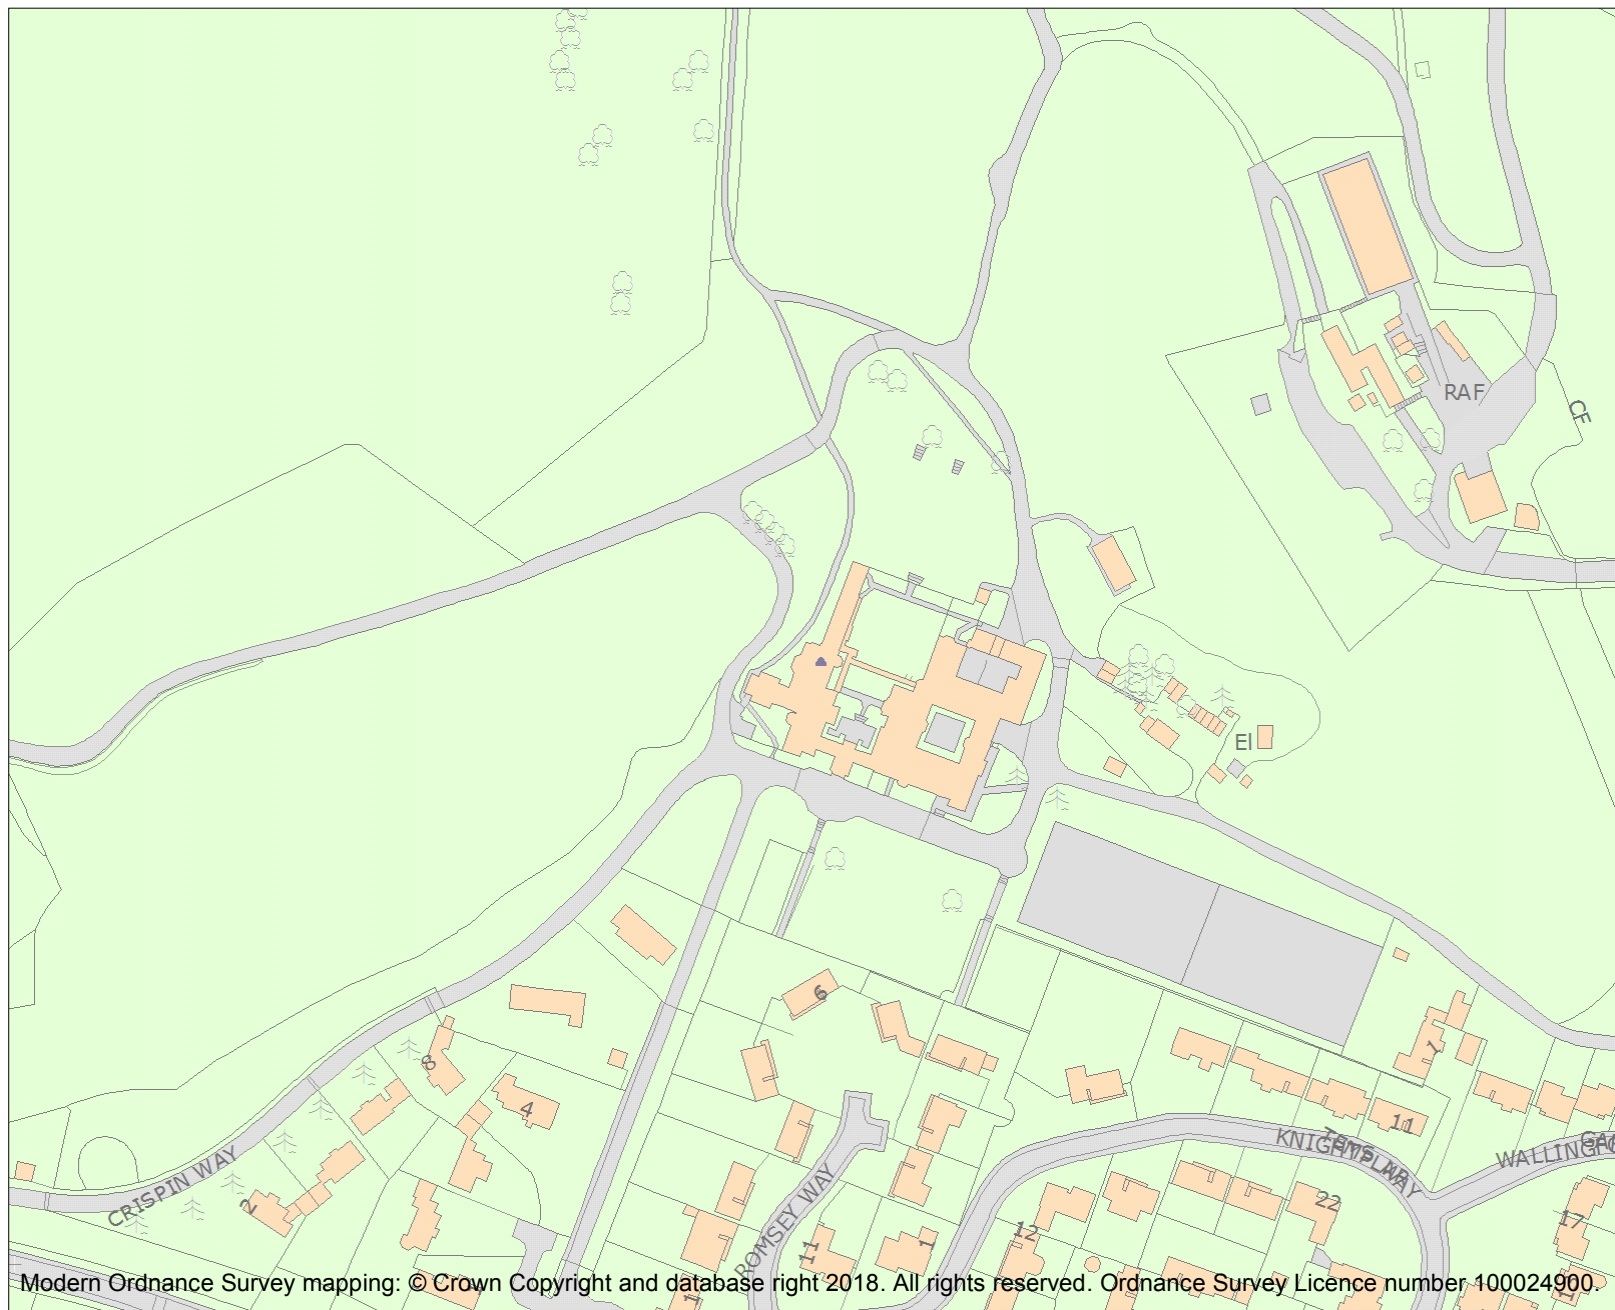 RAF
CF
El
6
8
4
2
CRISPIN WAY
ROMSEY WAY
11
1
12
KNIGHTS
TEMPLAR WAY
22
1
11
WALLINGFO
17
Modern Ordnance Survey mapping: © Crown Copyright and database right 2018. All rights reserved. Ordnance Survey Licence number 100024900.